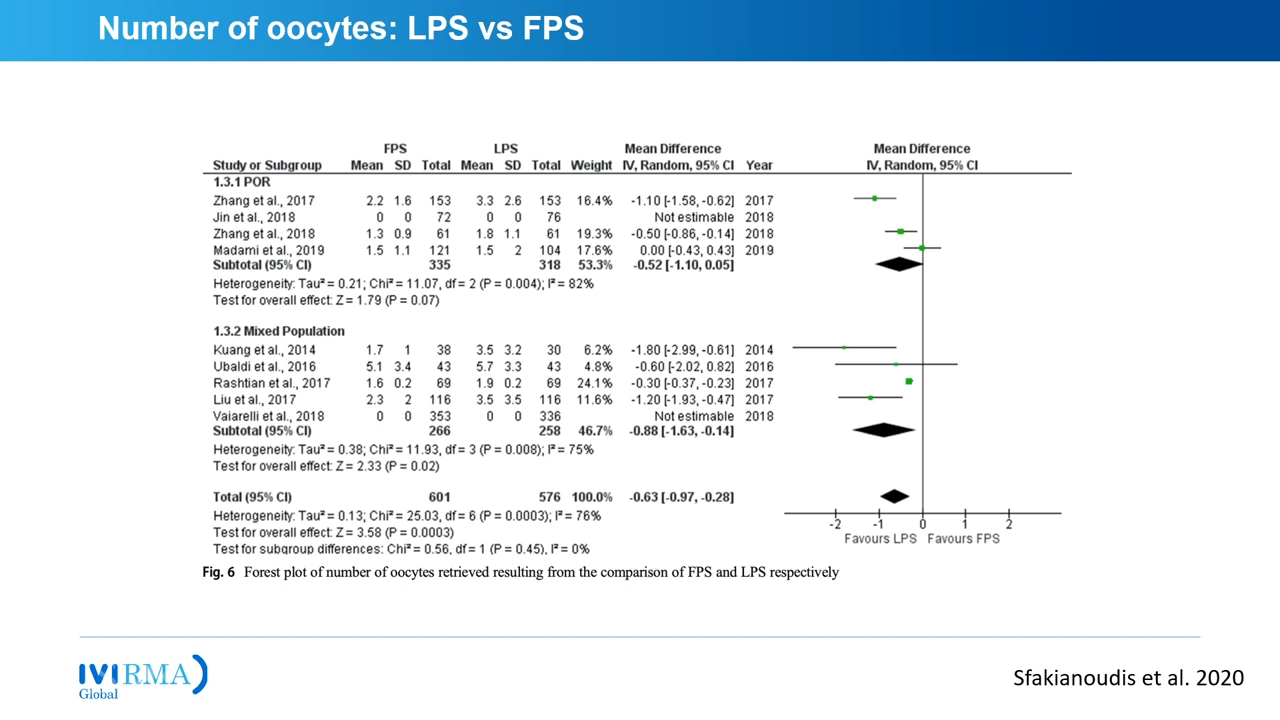 Number of oocytes: LPS vs FPS
FPS LPS Mean Difference Mean Difference
Study or Subgroup Mean SD Total Mean SD Total Weight IV, Random, 95% CI Year IV, Random, 95% CI
1.3.1 POR
Zhang et al., 2017 2.2 1.6 153 3.3 2.6 153 16.4% -1.10 [-1.58, -0.62] 2017
Jin et al., 2018 0 0 72 0 0 76 Not estimable 2018
Zhang et al., 2018 1.3 0.9 61 1.8 1.1 61 19.3% -0.50 [-0.86, -0.14] 2018
Madami et al., 2019 1.5 1.1 121 1.5 2 104 17.6% 0.00 [-0.43, 0.43] 2019
Subtotal (95% CI) 335 318 53.3% -0.52 [-1.10, 0.05]
Heterogeneity: Tau² = 0.21; Chi² = 11.07, df = 2 (P = 0.004); I² = 82%
Test for overall effect: Z = 1.79 (P = 0.07)
1.3.2 Mixed Population
Kuang et al., 2014 1.7 1 38 3.5 3.2 30 6.2% -1.80 [-2.99, -0.61] 2014
Ubaldi et al., 2016 5.1 3.4 43 5.7 3.3 43 4.8% -0.60 [-2.02, 0.82] 2016
Rashtian et al., 2017 1.6 0.2 69 1.9 0.2 69 24.1% -0.30 [-0.37, -0.23] 2017
Liu et al., 2017 2.3 2 116 3.5 3.5 116 11.6% -1.20 [-1.93, -0.47] 2017
Vaiarelli et al., 2018 0 0 353 0 0 336 Not estimable 2018
Subtotal (95% CI) 266 258 46.7% -0.88 [-1.63, -0.14]
Heterogeneity: Tau² = 0.38; Chi² = 11.93, df = 3 (P = 0.008); I² = 75%
Test for overall effect: Z = 2.33 (P = 0.02)
Total (95% CI) 601 576 100.0% -0.63 [-0.97, -0.28]
Heterogeneity: Tau² = 0.13; Chi² = 25.03, df = 6 (P = 0.0003); I² = 76%
Test for overall effect: Z = 3.58 (P = 0.0003)
Test for subgroup differences: Chi² = 0.56, df = 1 (P = 0.45), I² = 0%
-2 -1 0 1 2
Favours LPS Favours FPS
Fig. 6 Forest plot of number of oocytes retrieved resulting from the comparison of FPS and LPS respectively
IVIRMA
Global
Sfakianoudis et al. 2020